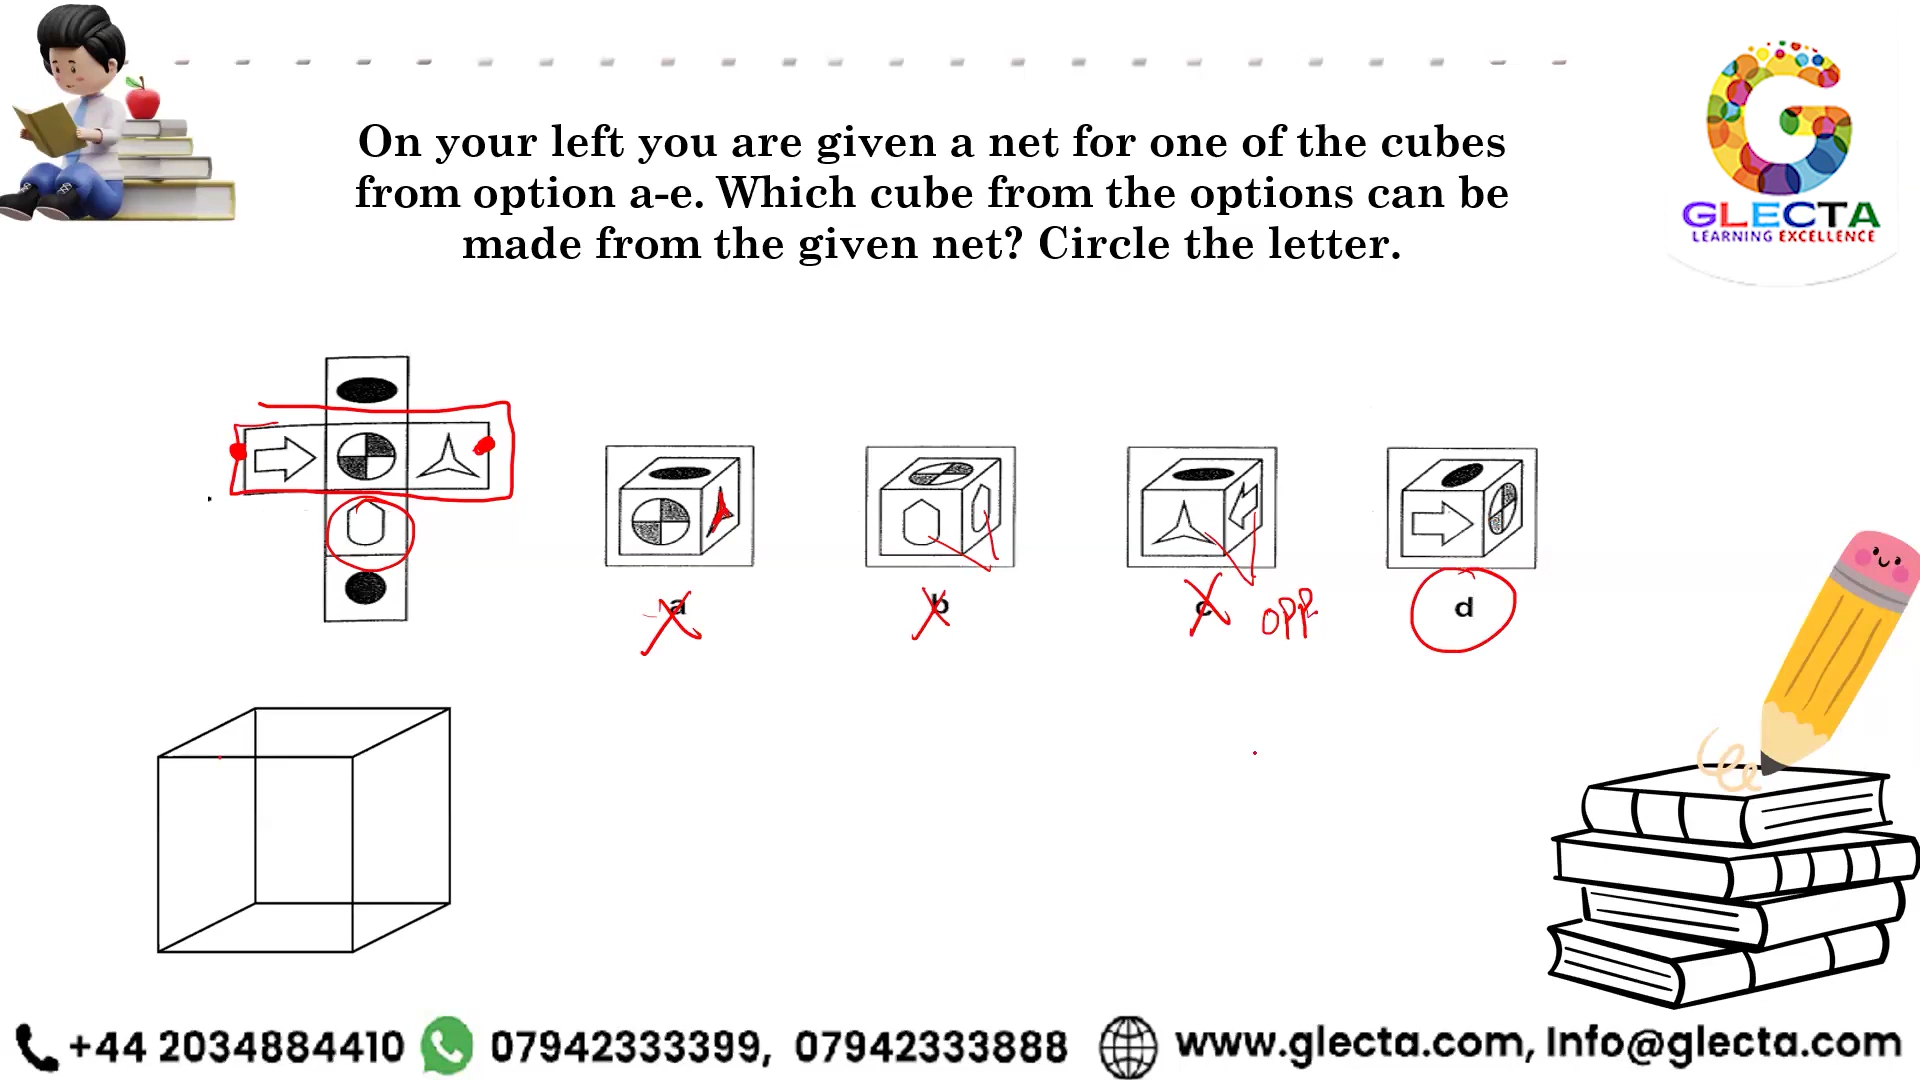 On your left you are given a net for one of the cubes
from option a-e. Which cube from the options can be
made from the given net? Circle the letter.
GLECTA
LEARNING EXCELLENCE
a
b
c
d
OPP.
+44 2034884410
07942333399, 07942333888
www.glecta.com, Info@glecta.com